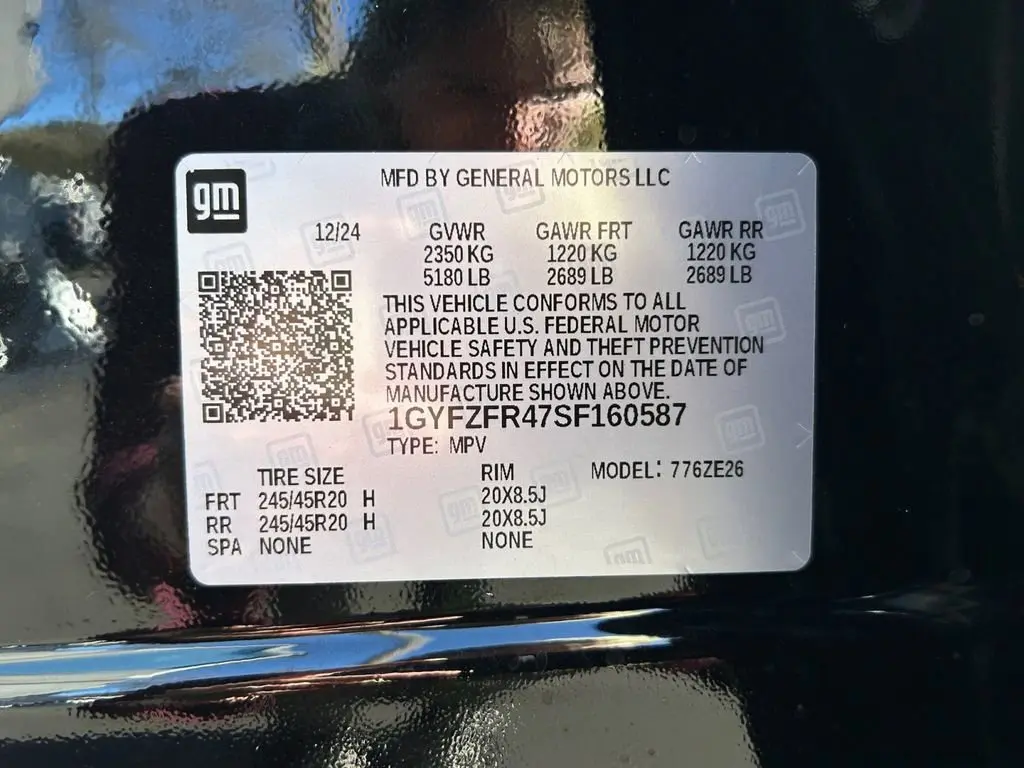 gm
MFD BY GENERAL MOTORS LLC
12/24 GVWR GAWR FRT GAWR RR
2350 KG 1220 KG 1220 KG
5180 LB 2689 LB 2689 LB
THIS VEHICLE CONFORMS TO ALL
APPLICABLE U.S. FEDERAL MOTOR
VEHICLE SAFETY AND THEFT PREVENTION
STANDARDS IN EFFECT ON THE DATE OF
MANUFACTURE SHOWN ABOVE.
1GYFZFR47SF160587
TYPE: MPV
TIRE SIZE RIM MODEL: 776ZE26
FRT 245/45R20 H 20X8.5J
RR 245/45R20 H 20X8.5J
SPA NONE NONE